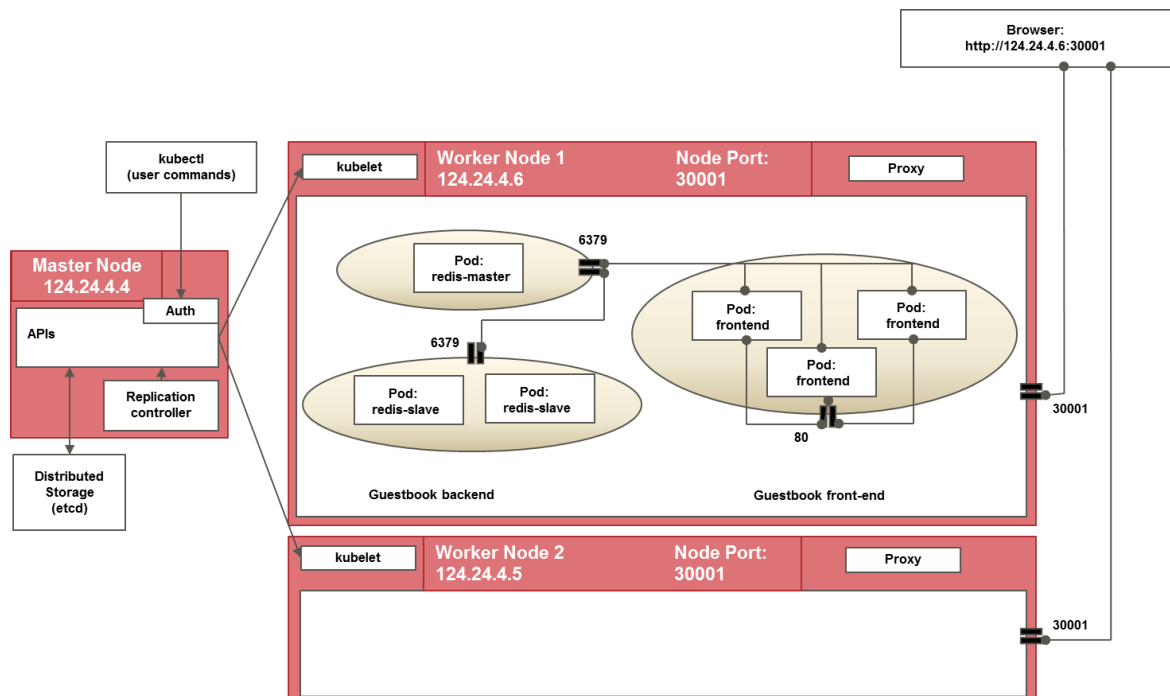 Browser:
http://124.24.4.6:30001
kubectl
(user commands)
kubelet
Worker Node 1
124.24.4.6
Node Port:
30001
Proxy
Master Node
124.24.4.4
Auth
APIs
Replication
controller
Distributed
Storage
(etcd)
6379
Pod:
redis-master
6379
Pod:
redis-slave
Pod:
redis-slave
Pod:
frontend
Pod:
frontend
Pod:
frontend
80
30001
Guestbook backend
Guestbook front-end
kubelet
Worker Node 2
124.24.4.5
Node Port:
30001
Proxy
30001